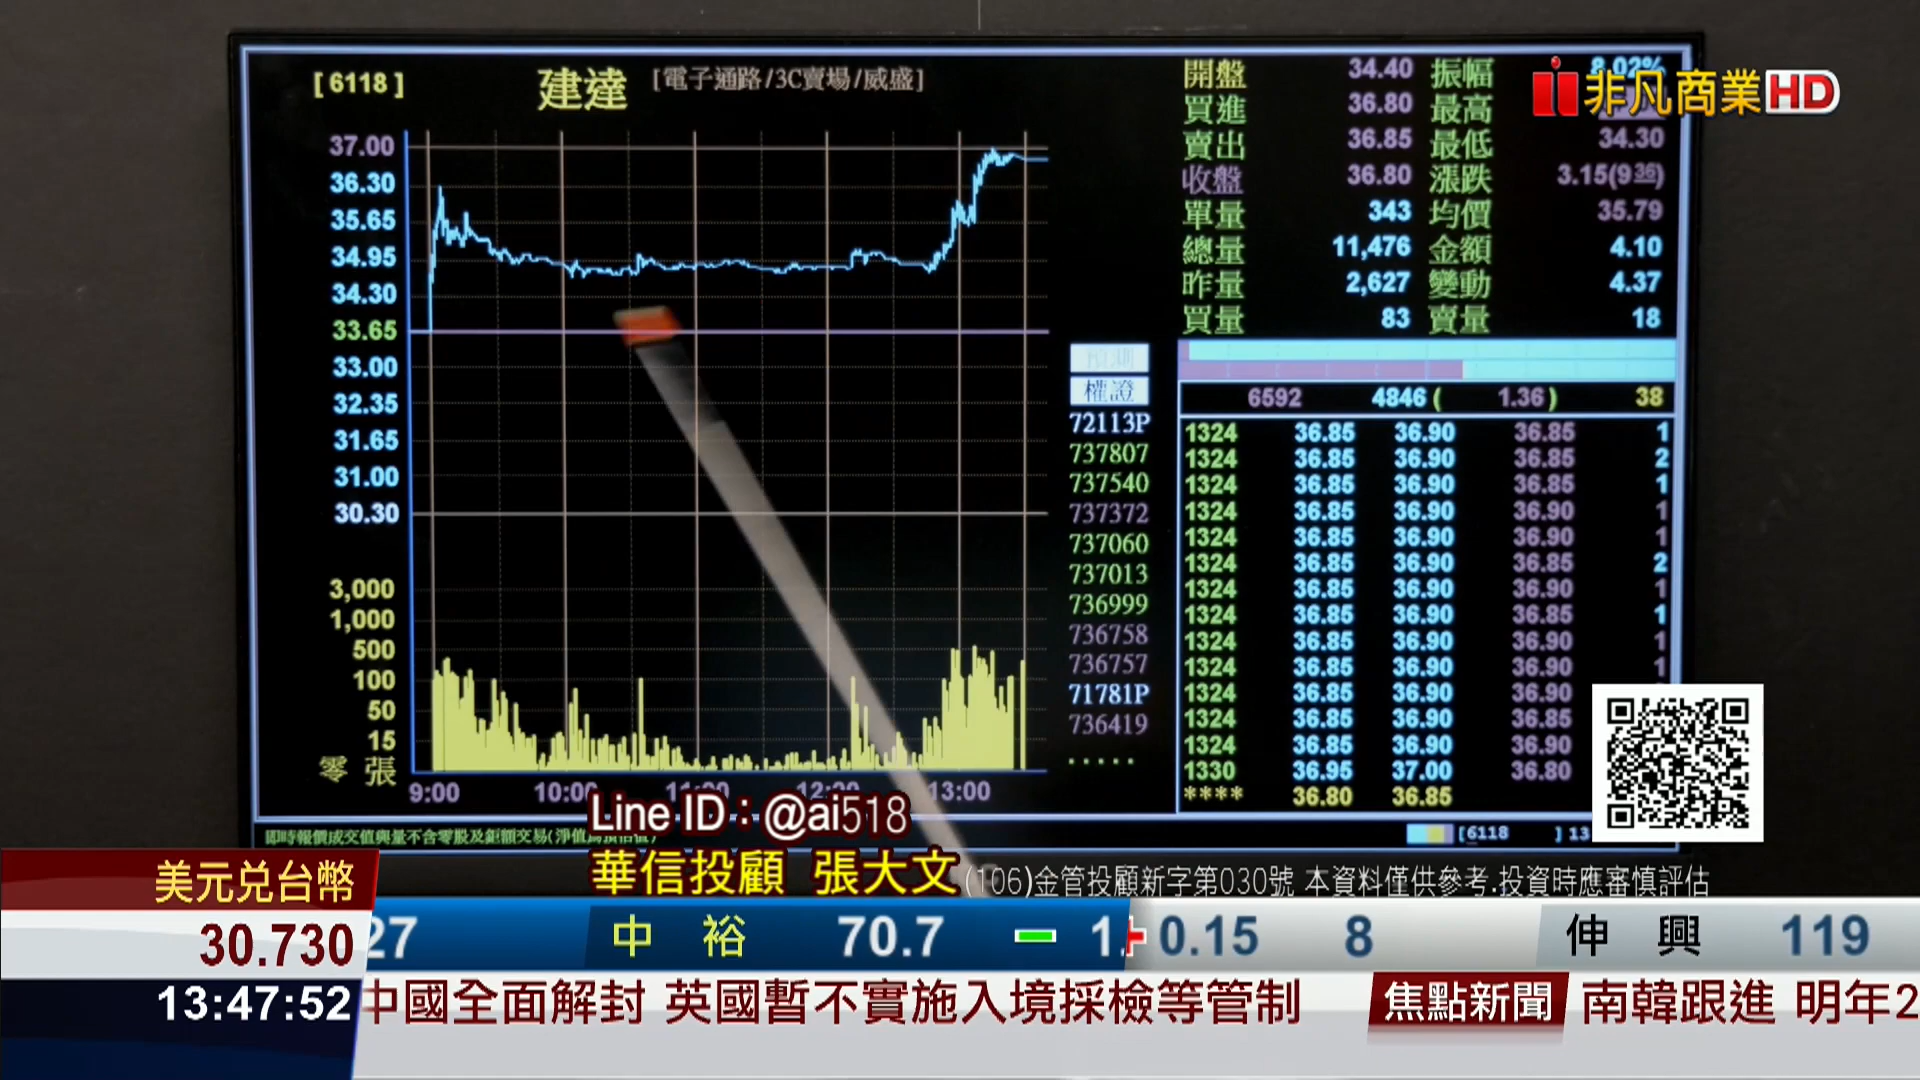 [ 6118 ]
建達
[電子通路/3C賣場/威盛]
非凡商業HD
開盤 34.40 振幅 8.02%
買進 36.80 最高
賣出 36.85 最低 34.30
收盤 36.80 漲跌 3.15(9.36)
單量 343 均價 35.79
總量 11,476 金額 4.10
昨量 2,627 變動 4.37
買量 83 賣量 18
37.00
36.30
35.65
34.95
34.30
33.65
33.00
32.35
31.65
31.00
30.30
3,000
1,000
500
100
50
15
零 張
9:00 10:00 11:00 12:30 13:00
權證
72113P
737807
737540
737372
737060
737013
736999
736758
736757
71781P
736419
.....
6592 4846 ( 1.36 ) 38
1324 36.85 36.90 36.85 1
1324 36.85 36.90 36.85 2
1324 36.85 36.90 36.85 1
1324 36.85 36.90 36.90 1
1324 36.85 36.90 36.90 1
1324 36.85 36.90 36.85 2
1324 36.85 36.90 36.90 1
1324 36.85 36.90 36.85 1
1324 36.85 36.90 36.90 1
1324 36.85 36.90 36.90 1
1324 36.85 36.90 36.90
1324 36.85 36.90 36.85
1324 36.85 36.90 36.90
1330 36.95 37.00 36.80
**** 36.80 36.85
[6118 ] 13
Line ID：@ai518
華信投顧 張大文
(106)金管投顧新字第030號 本資料僅供參考.投資時應審慎評估
美元兌台幣
30.730
27 中 裕 70.7 1. 0.15 8 伸 興 119
13:47:52
中國全面解封 英國暫不實施入境採檢等管制
焦點新聞
南韓跟進 明年2